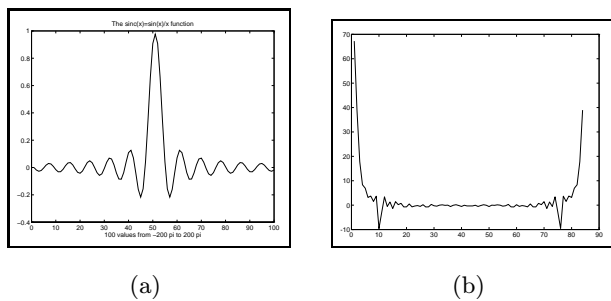 The sinc(x)=sin(x)/x function
1
0.8
0.6
0.4
0.2
0
−0.2
−0.4
0 10 20 30 40 50 60 70 80 90 100
100 values from −200 pi to 200 pi
70
60
50
40
30
20
10
0
-10
0 10 20 30 40 50 60 70 80 90
(a)
(b)